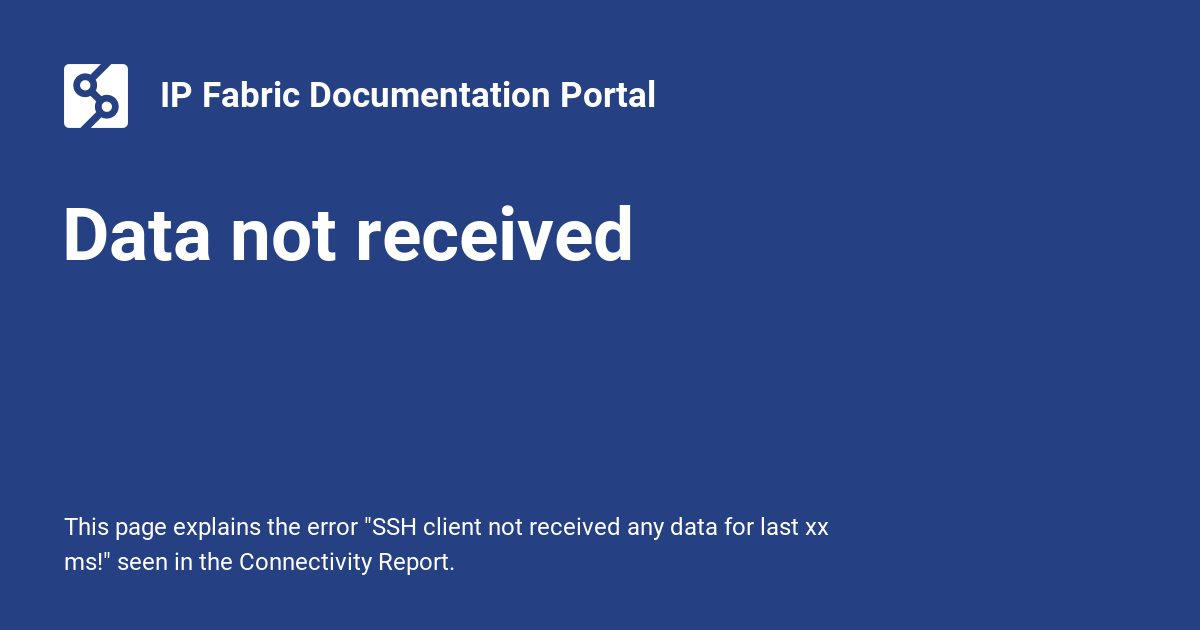 IP Fabric Documentation Portal
Data not received
This page explains the error "SSH client not received any data for last xx
ms!" seen in the Connectivity Report.